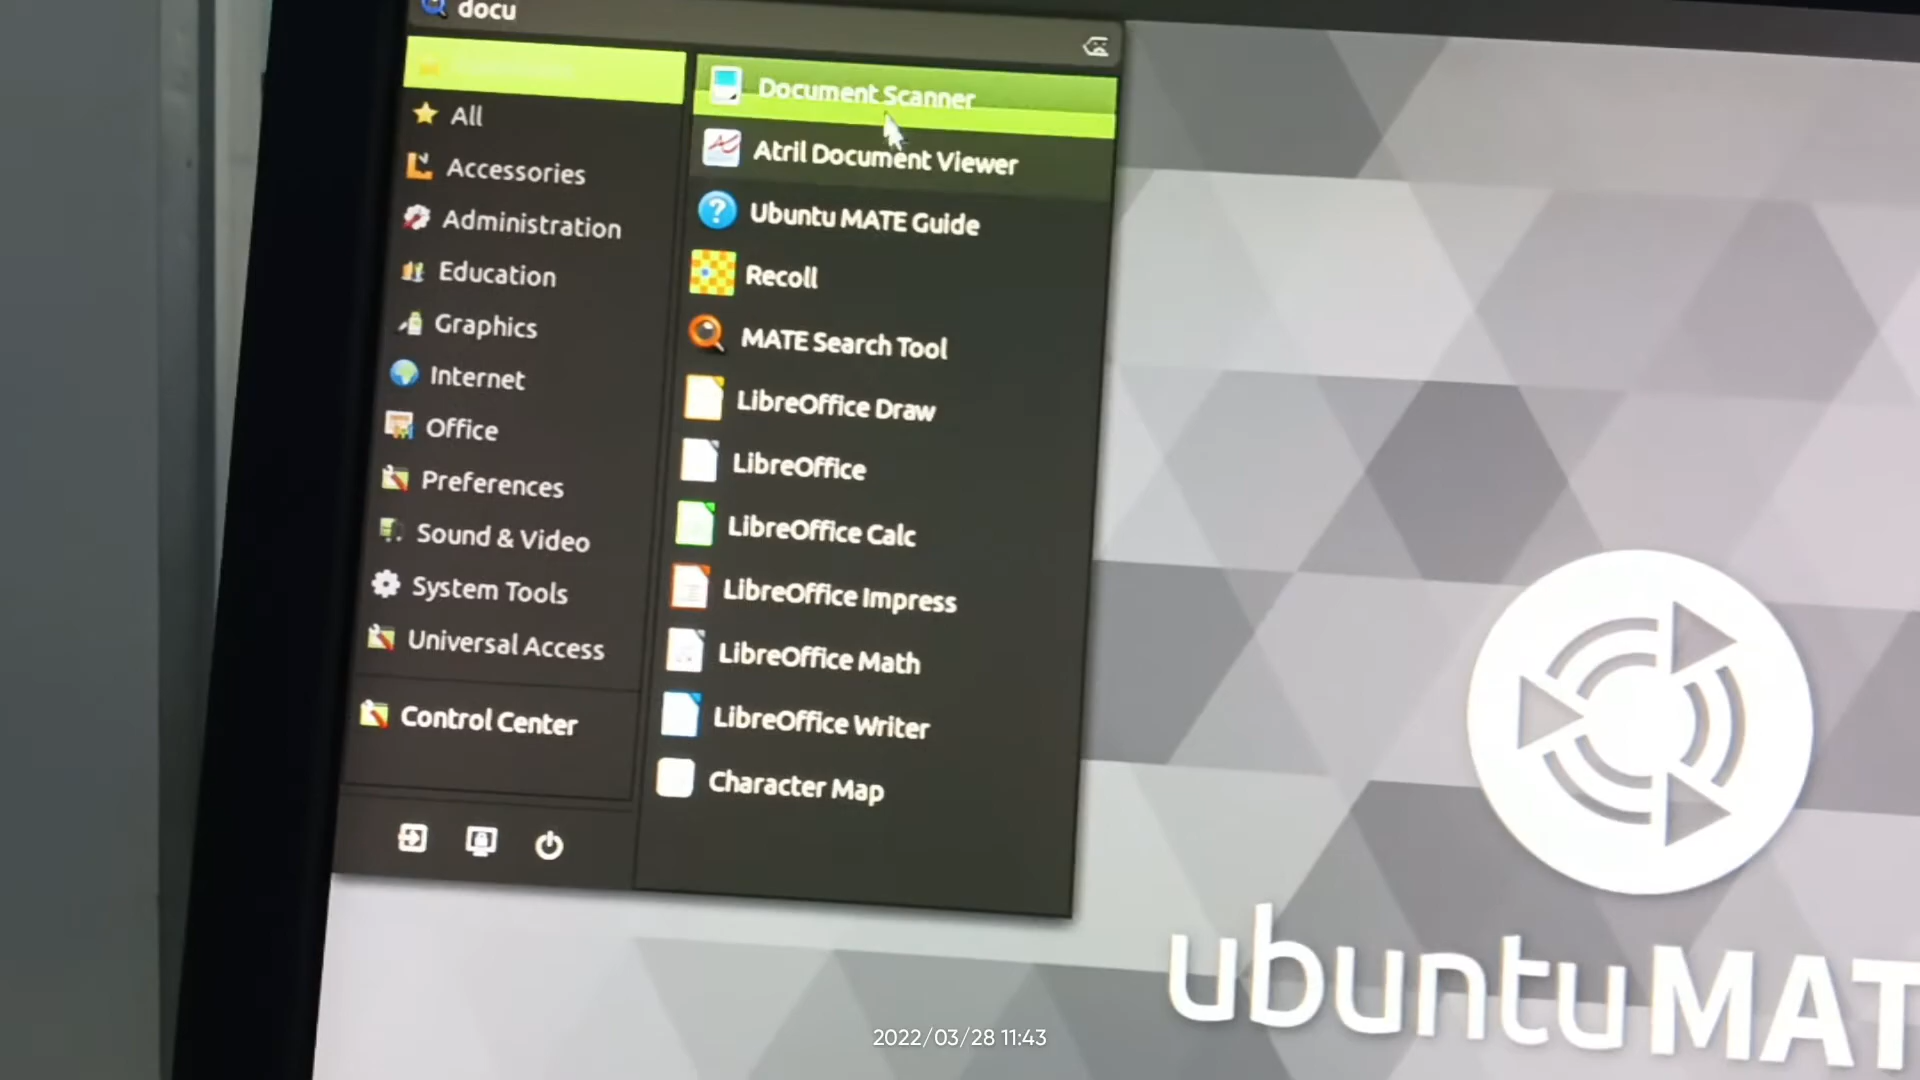 docu
All
Accessories
Administration
Education
Graphics
Internet
Office
Preferences
Sound & Video
System Tools
Universal Access
Control Center
Document Scanner
Atril Document Viewer
Ubuntu MATE Guide
Recoll
MATE Search Tool
LibreOffice Draw
LibreOffice
LibreOffice Calc
LibreOffice Impress
LibreOffice Math
LibreOffice Writer
Character Map
ubuntu MAT
2022/03/28 11:43